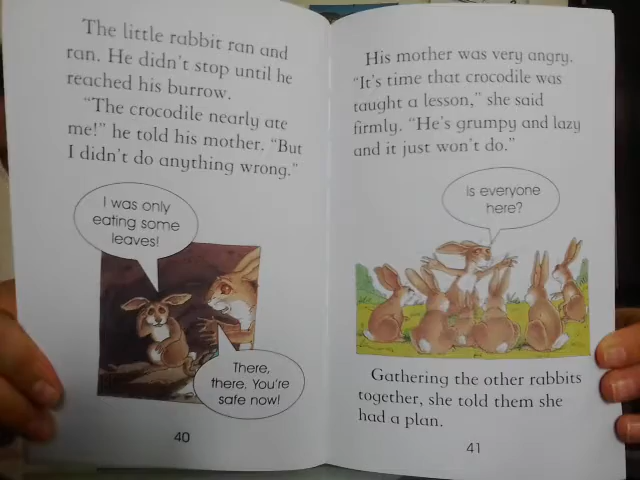 The little rabbit ran and
ran. He didn't stop until he
reached his burrow.
"The crocodile nearly ate
me!" he told his mother. "But
I didn't do anything wrong."
I was only
eating some
leaves!
There,
there. You're
safe now!
40
His mother was very angry.
"It's time that crocodile was
taught a lesson," she said
firmly. "He's grumpy and lazy
and it just won't do."
Is everyone
here?
Gathering the other rabbits
together, she told them she
had a plan.
41